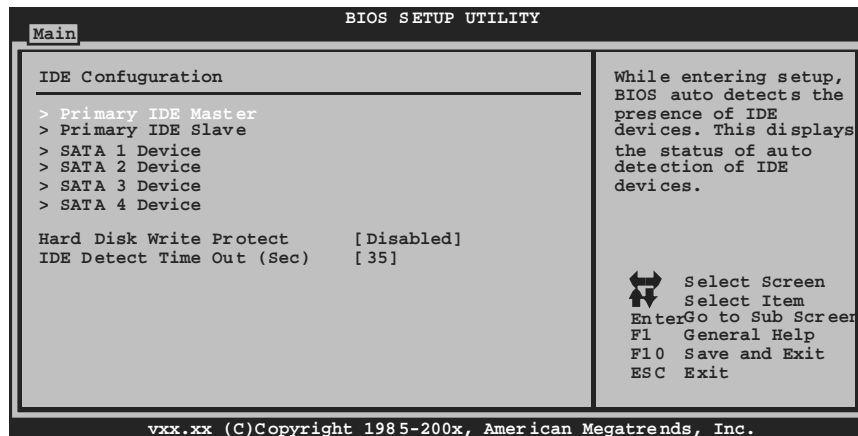 BIOS SETUP UTILITY
Main
IDE Confuguration
> Primary IDE Master
> Primary IDE Slave
> SATA 1 Device
> SATA 2 Device
> SATA 3 Device
> SATA 4 Device
Hard Disk Write Protect [Disabled]
IDE Detect Time Out (Sec) [35]
While entering setup,
BIOS auto detects the
presence of IDE
devices. This displays
the status of auto
detection of IDE
devices.
Select Screen
Select Item
Enter Go to Sub Screen
F1 General Help
F10 Save and Exit
ESC Exit
vxx.xx (C)Copyright 1985-200x, American Megatrends, Inc.